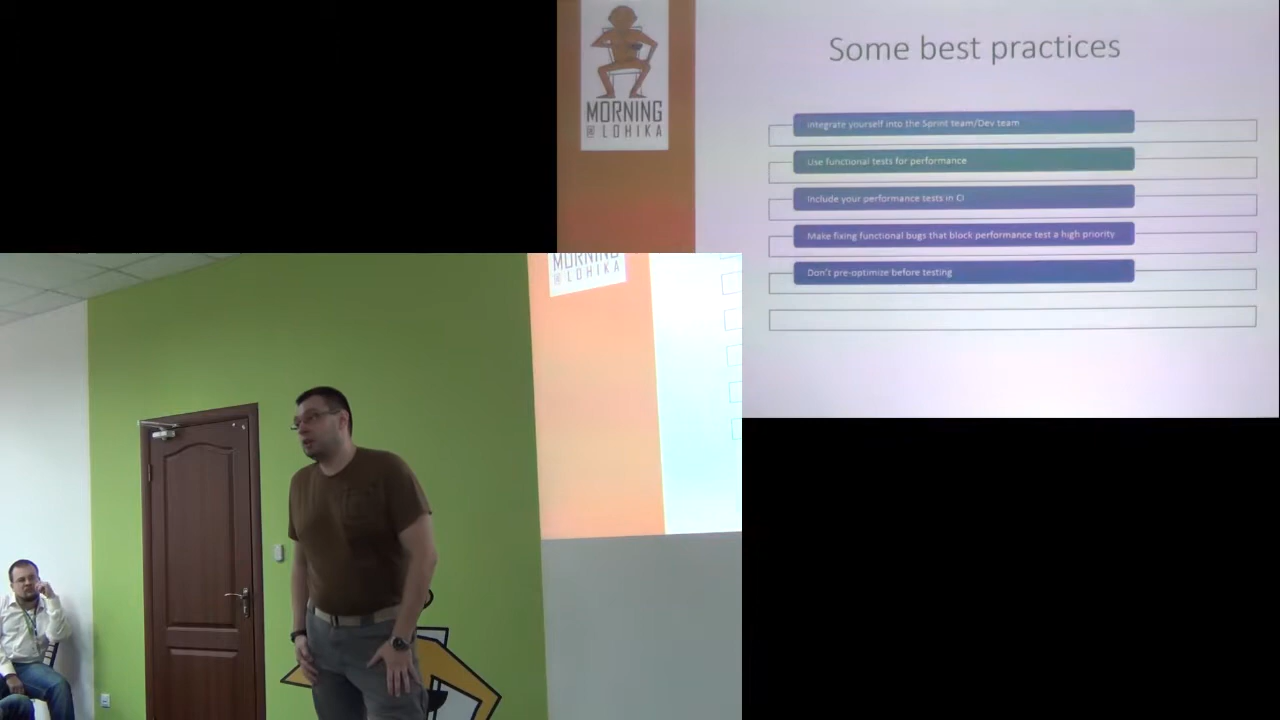 MORNING
@ LOHIKA
Some best practices
Integrate yourself into the Sprint team/Dev team
Use functional tests for performance
Include your performance tests in CI
Make fixing functional bugs that block performance test a high priority
Don't pre-optimize before testing
MORNING
@ LOHIKA